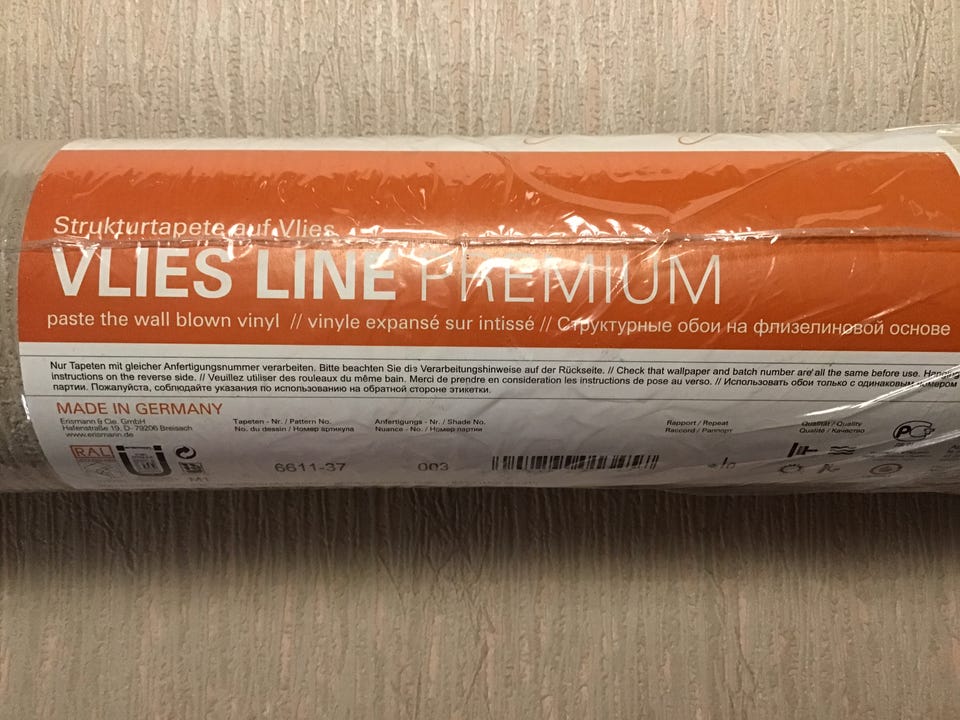 Strukturtapete auf Vlies
VLIES LINE PREMIUM
paste the wall blown vinyl // vinyle expansé sur intissé // Структурные обои на флизелиновой основе
Nur Tapeten mit gleicher Anfertigungsnummer verarbeiten. Bitte beachten Sie die Verarbeitungshinweise auf der Rückseite. // Check that wallpaper and batch number are all the same before use. Hanging
instructions on the reverse side. // Veuillez utiliser des rouleaux du même bain. Merci de prendre en consideration les instructions de pose au verso. // Использовать обои только с одинаковым номером
партии. Пожалуйста, соблюдайте указания по использованию на обратной стороне этикетки.
MADE IN GERMANY
Erismann & Cie. GmbH
Hafenstraße 19, D- 79206 Breisach
www.erismann.de
Tapeten - Nr. / Pattern No.
No. du dessin / Номер артикула
6611-37
Anfertigungs - Nr. / Shade No.
Nuance - No. / Номер партии
003
Rapport / Repeat
Raccord / Раппорт
Qualität / Quality
Qualité / Качество
RAL
PC